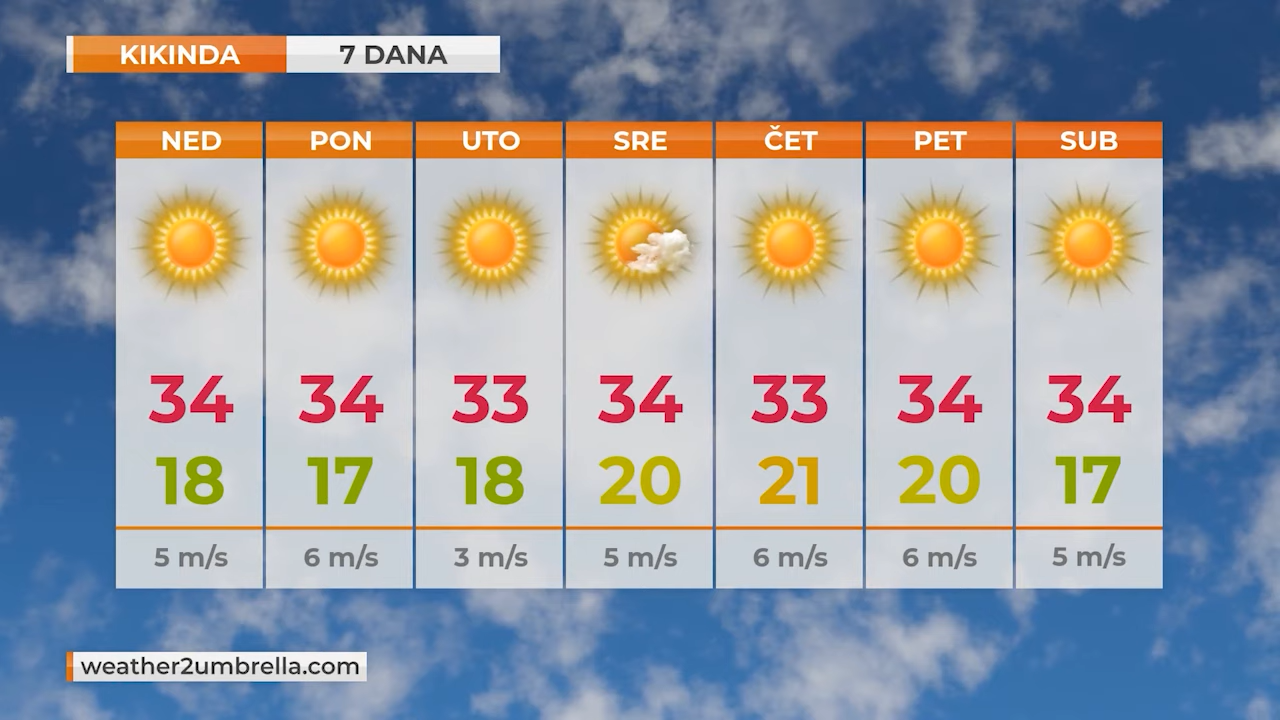 KIKINDA 7 DANA
NED PON UTO SRE ČET PET SUB
34 34 33 34 33 34 34
18 17 18 20 21 20 17
5 m/s 6 m/s 3 m/s 5 m/s 6 m/s 6 m/s 5 m/s
weather2umbrella.com